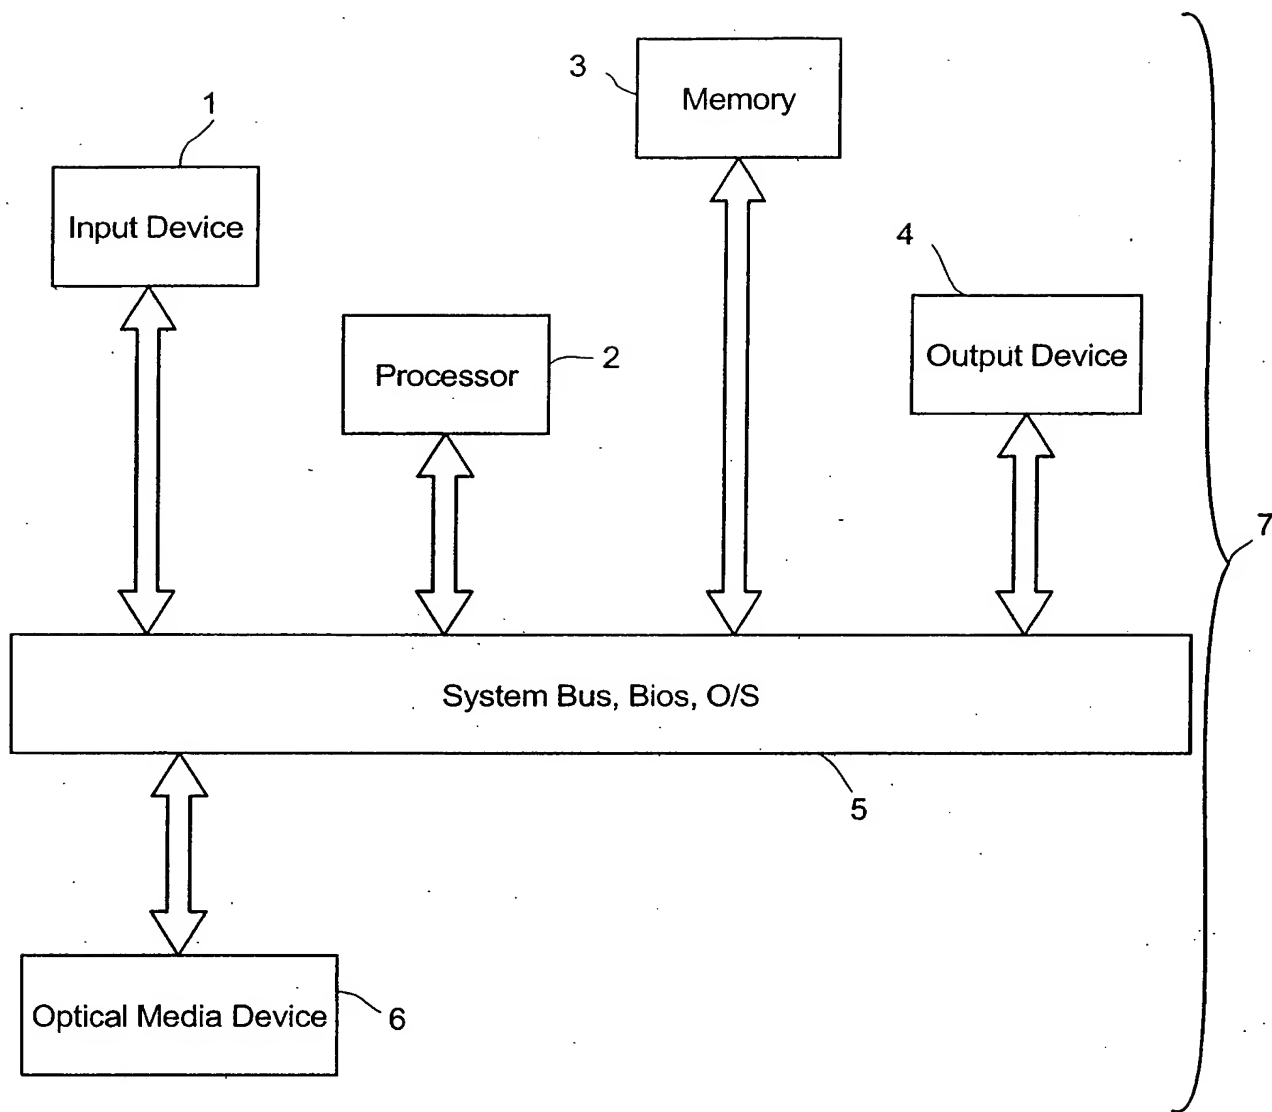 3
Memory
1
Input Device
4
Output Device
2
Processor
7
System Bus, Bios, O/S
5
Optical Media Device
6